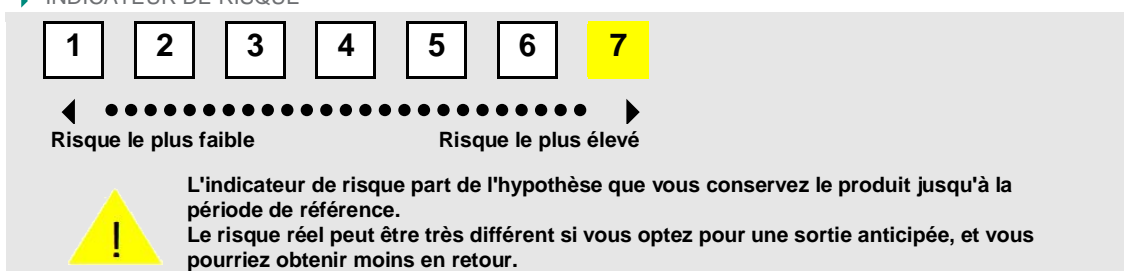 INDICATEUR DE RISQUE
1 2 3 4 5 6 7
Risque le plus faible Risque le plus élevé
L'indicateur de risque part de l'hypothèse que vous conservez le produit jusqu'à la
période de référence.
!
Le risque réel peut être très différent si vous optez pour une sortie anticipée, et vous
pourriez obtenir moins en retour.